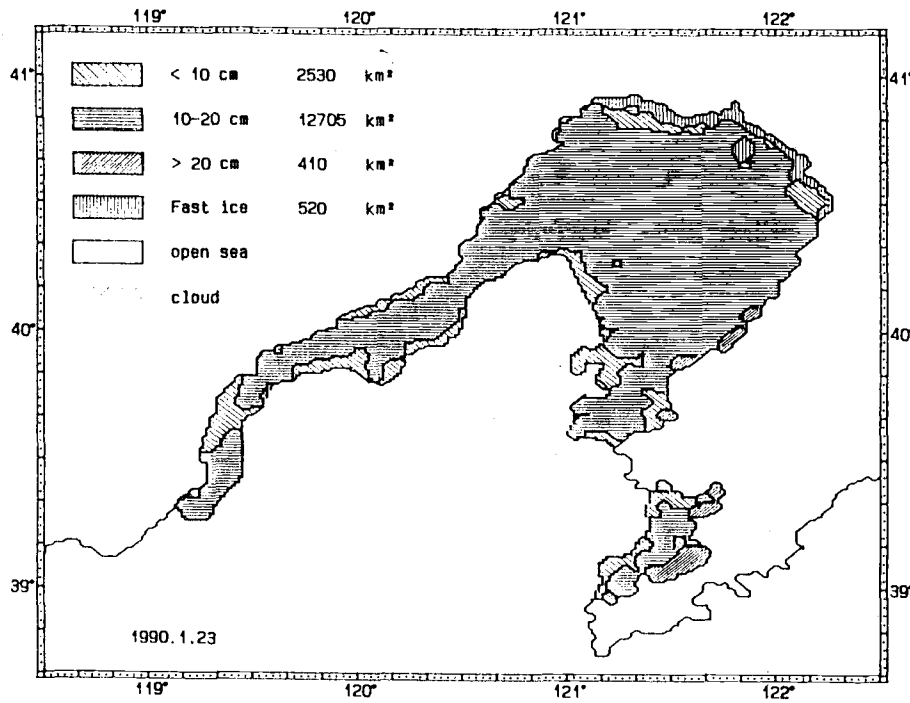 119° 120° 121° 122°
41° 41°
< 10 cm 2530 km²
10-20 cm 12705 km²
> 20 cm 410 km²
Fast ice 520 km²
open sea
cloud
40° 40°
39° 39°
1990.1.23
119° 120° 121° 122°